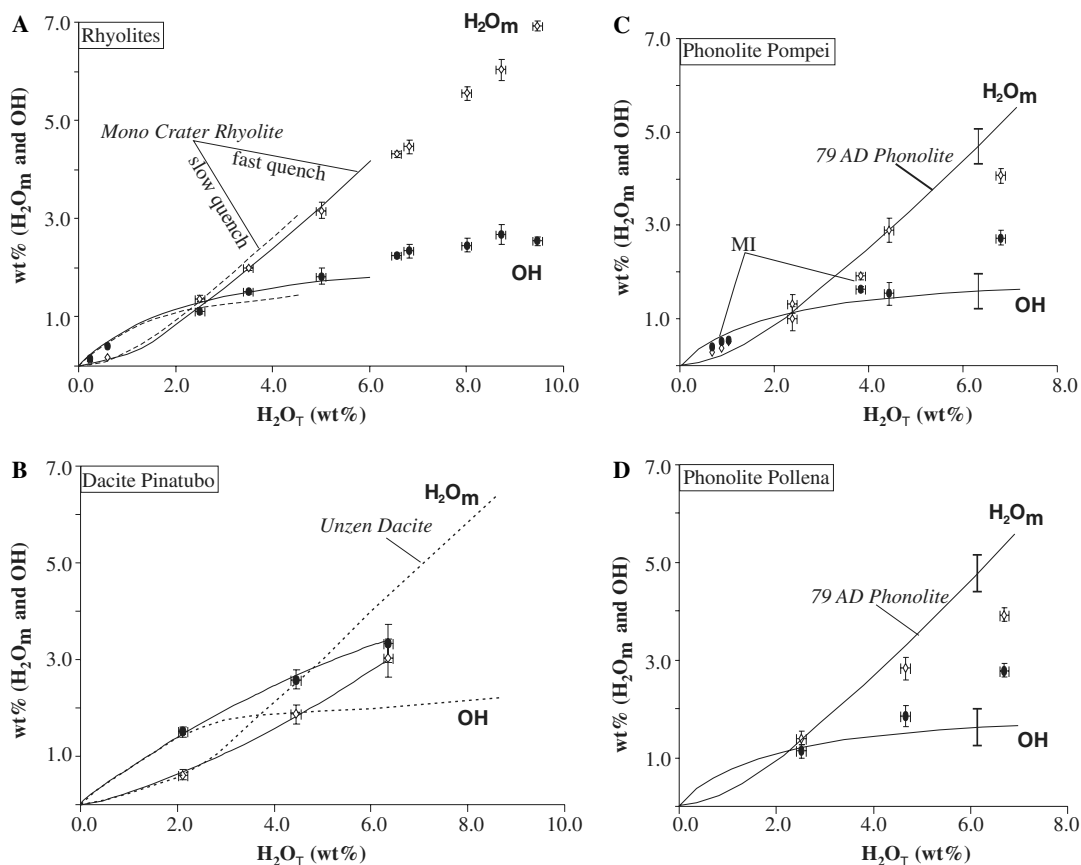 A
Rhyolites
7.0
5.0
3.0
1.0
wt% (H₂Oₘ and OH)
Mono Crater Rhyolite
fast quench
slow quench
H₂Oₘ
OH
0.0 2.0 4.0 6.0 8.0 10.0
H₂O_T (wt%)
C
Phonolite Pompei
7.0
5.0
3.0
1.0
wt% (H₂Oₘ and OH)
H₂Oₘ
79 AD Phonolite
MI
OH
0.0 2.0 4.0 6.0 8.0
H₂O_T (wt%)
B
Dacite Pinatubo
7.0
5.0
3.0
1.0
wt% (H₂Oₘ and OH)
H₂Oₘ
Unzen Dacite
OH
0.0 2.0 4.0 6.0 8.0 10.0
H₂O_T (wt%)
D
Phonolite Pollena
7.0
5.0
3.0
1.0
wt% (H₂Oₘ and OH)
H₂Oₘ
79 AD Phonolite
OH
0.0 2.0 4.0 6.0 8.0
H₂O_T (wt%)